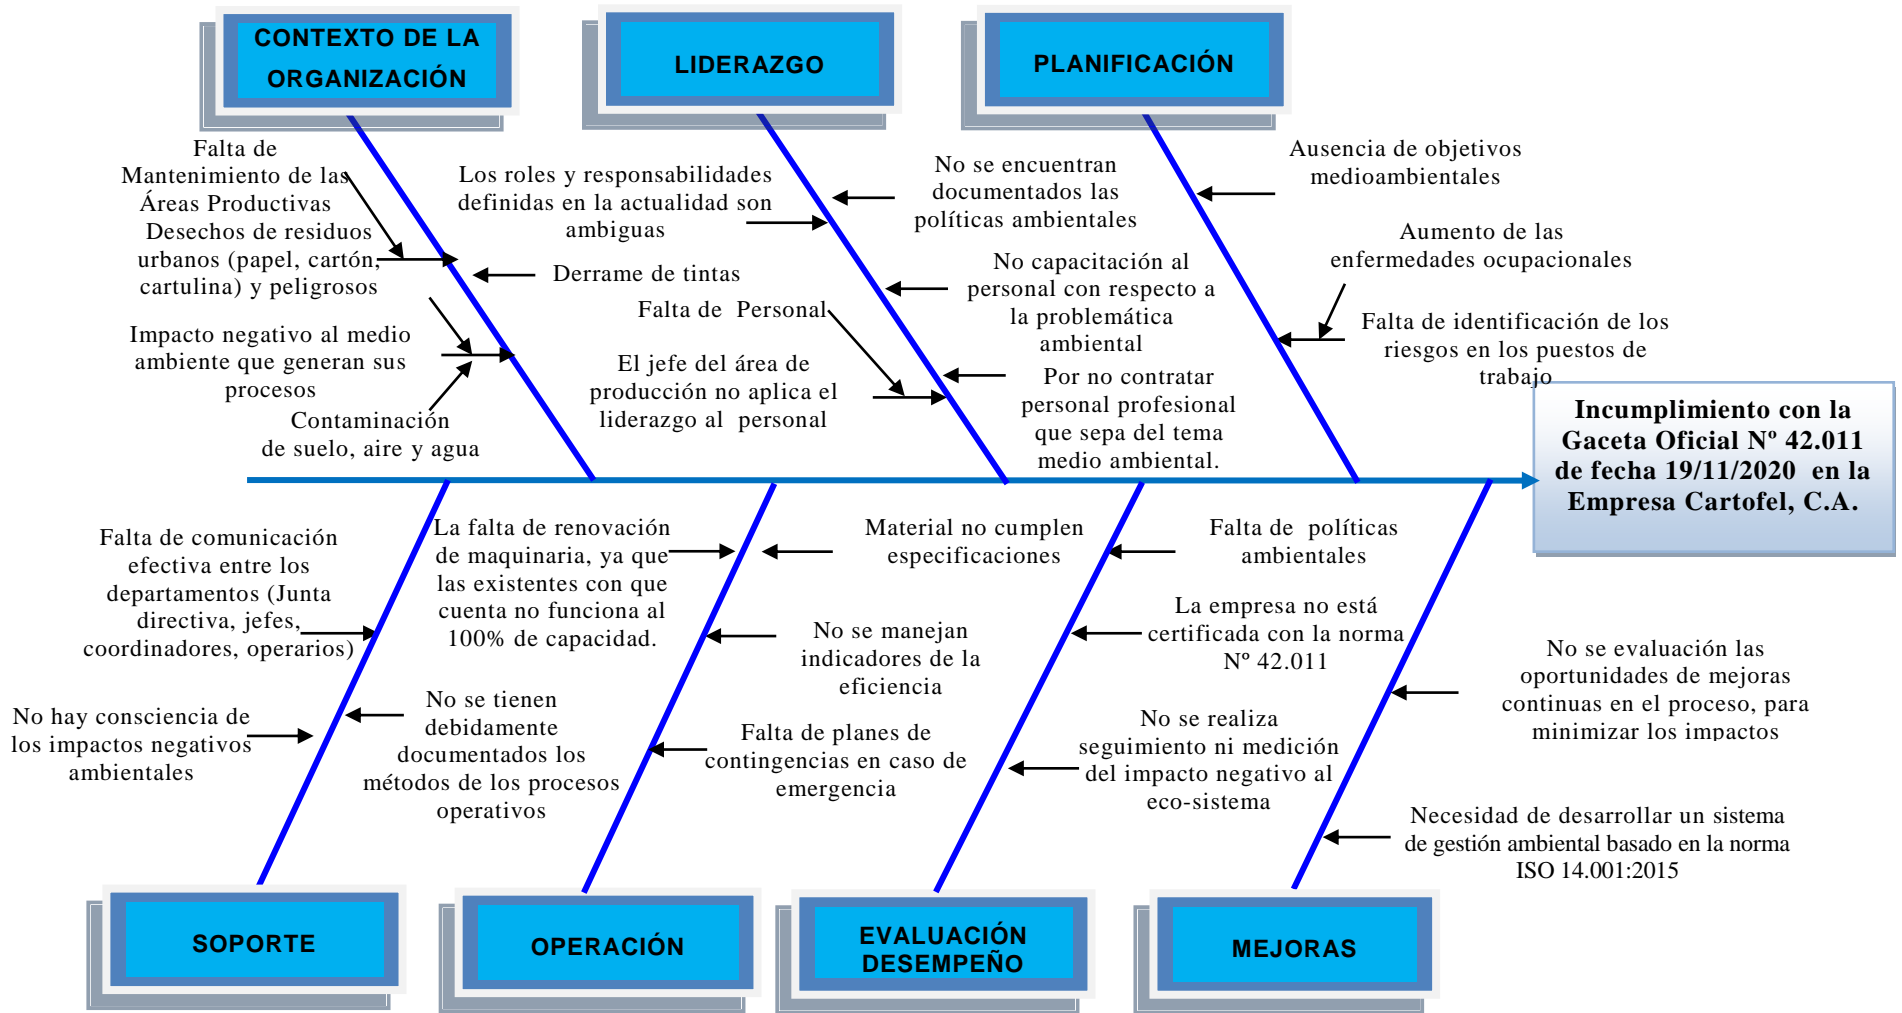 CONTEXTO DE LA
ORGANIZACIÓN
LIDERAZGO
PLANIFICACIÓN
Falta de
Mantenimiento de las
Áreas Productivas
Desechos de residuos
urbanos (papel, cartón,
cartulina) y peligrosos
Impacto negativo al medio
ambiente que generan sus
procesos
Contaminación
de suelo, aire y agua
Derrame de tintas
Los roles y responsabilidades
definidas en la actualidad son
ambiguas
Falta de Personal
El jefe del área de
producción no aplica el
liderazgo al personal
No se encuentran
documentados las
políticas ambientales
No capacitación al
personal con respecto a
la problemática
ambiental
Por no contratar
personal profesional
que sepa del tema
medio ambiental.
Ausencia de objetivos
medioambientales
Aumento de las
enfermedades ocupacionales
Falta de identificación de los
riesgos en los puestos de
trabajo
Incumplimiento con la
Gaceta Oficial Nº 42.011
de fecha 19/11/2020 en la
Empresa Cartofel, C.A.
Falta de comunicación
efectiva entre los
departamentos (Junta
directiva, jefes,
coordinadores, operarios)
No hay consciencia de
los impactos negativos
ambientales
No se tienen
debidamente
documentados los
métodos de los procesos
operativos
La falta de renovación
de maquinaria, ya que
las existentes con que
cuenta no funciona al
100% de capacidad.
Material no cumplen
especificaciones
No se manejan
indicadores de la
eficiencia
Falta de planes de
contingencias en caso de
emergencia
Falta de políticas
ambientales
La empresa no está
certificada con la norma
Nº 42.011
No se realiza
seguimiento ni medición
del impacto negativo al
eco-sistema
No se evaluación las
oportunidades de mejoras
continuas en el proceso, para
minimizar los impactos
Necesidad de desarrollar un sistema
de gestión ambiental basado en la norma
ISO 14.001:2015
SOPORTE
OPERACIÓN
EVALUACIÓN
DESEMPEÑO
MEJORAS